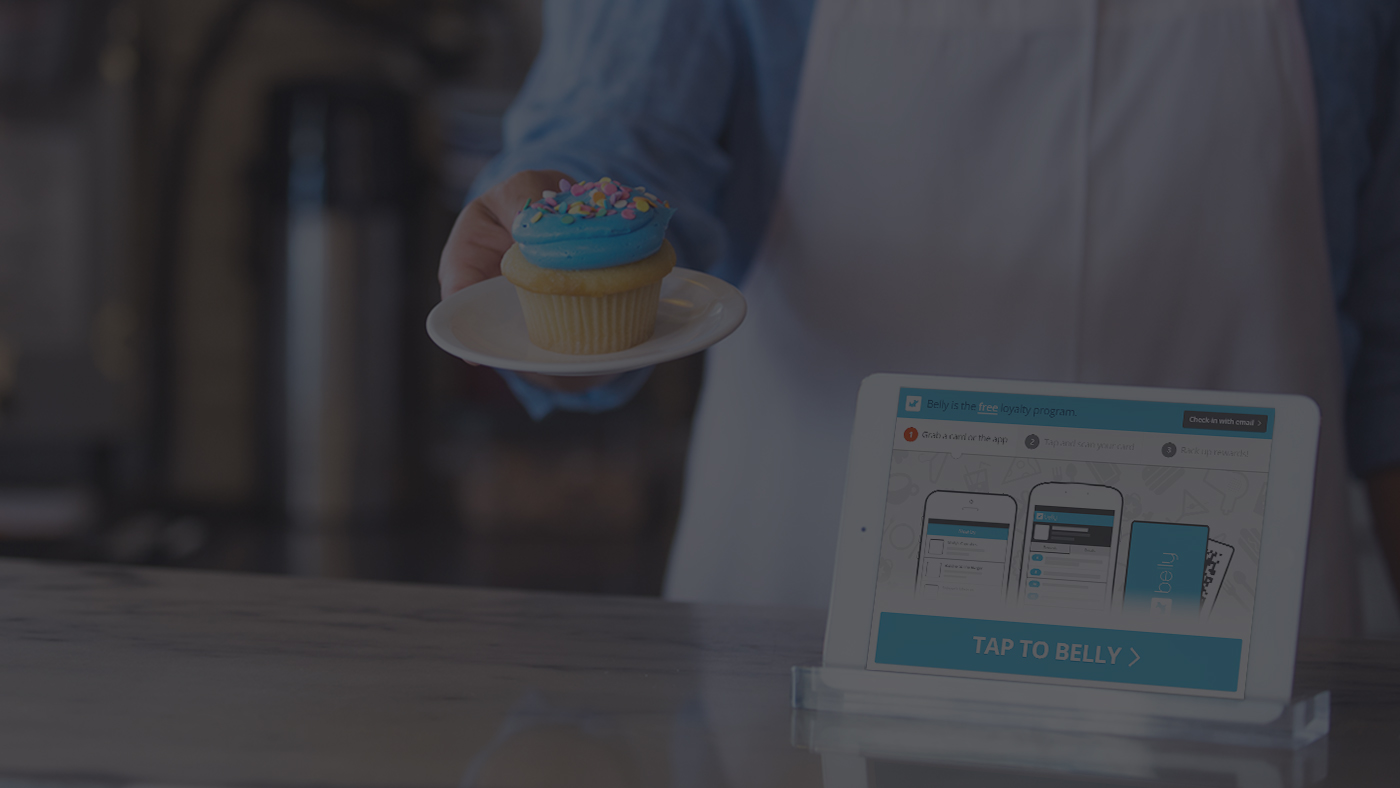 Belly is the free loyalty program.
Check-in with email >
1 Grab a card or the app
2 Tap and scan your card
3 Rack up rewards!
belly
belly
TAP TO BELLY >